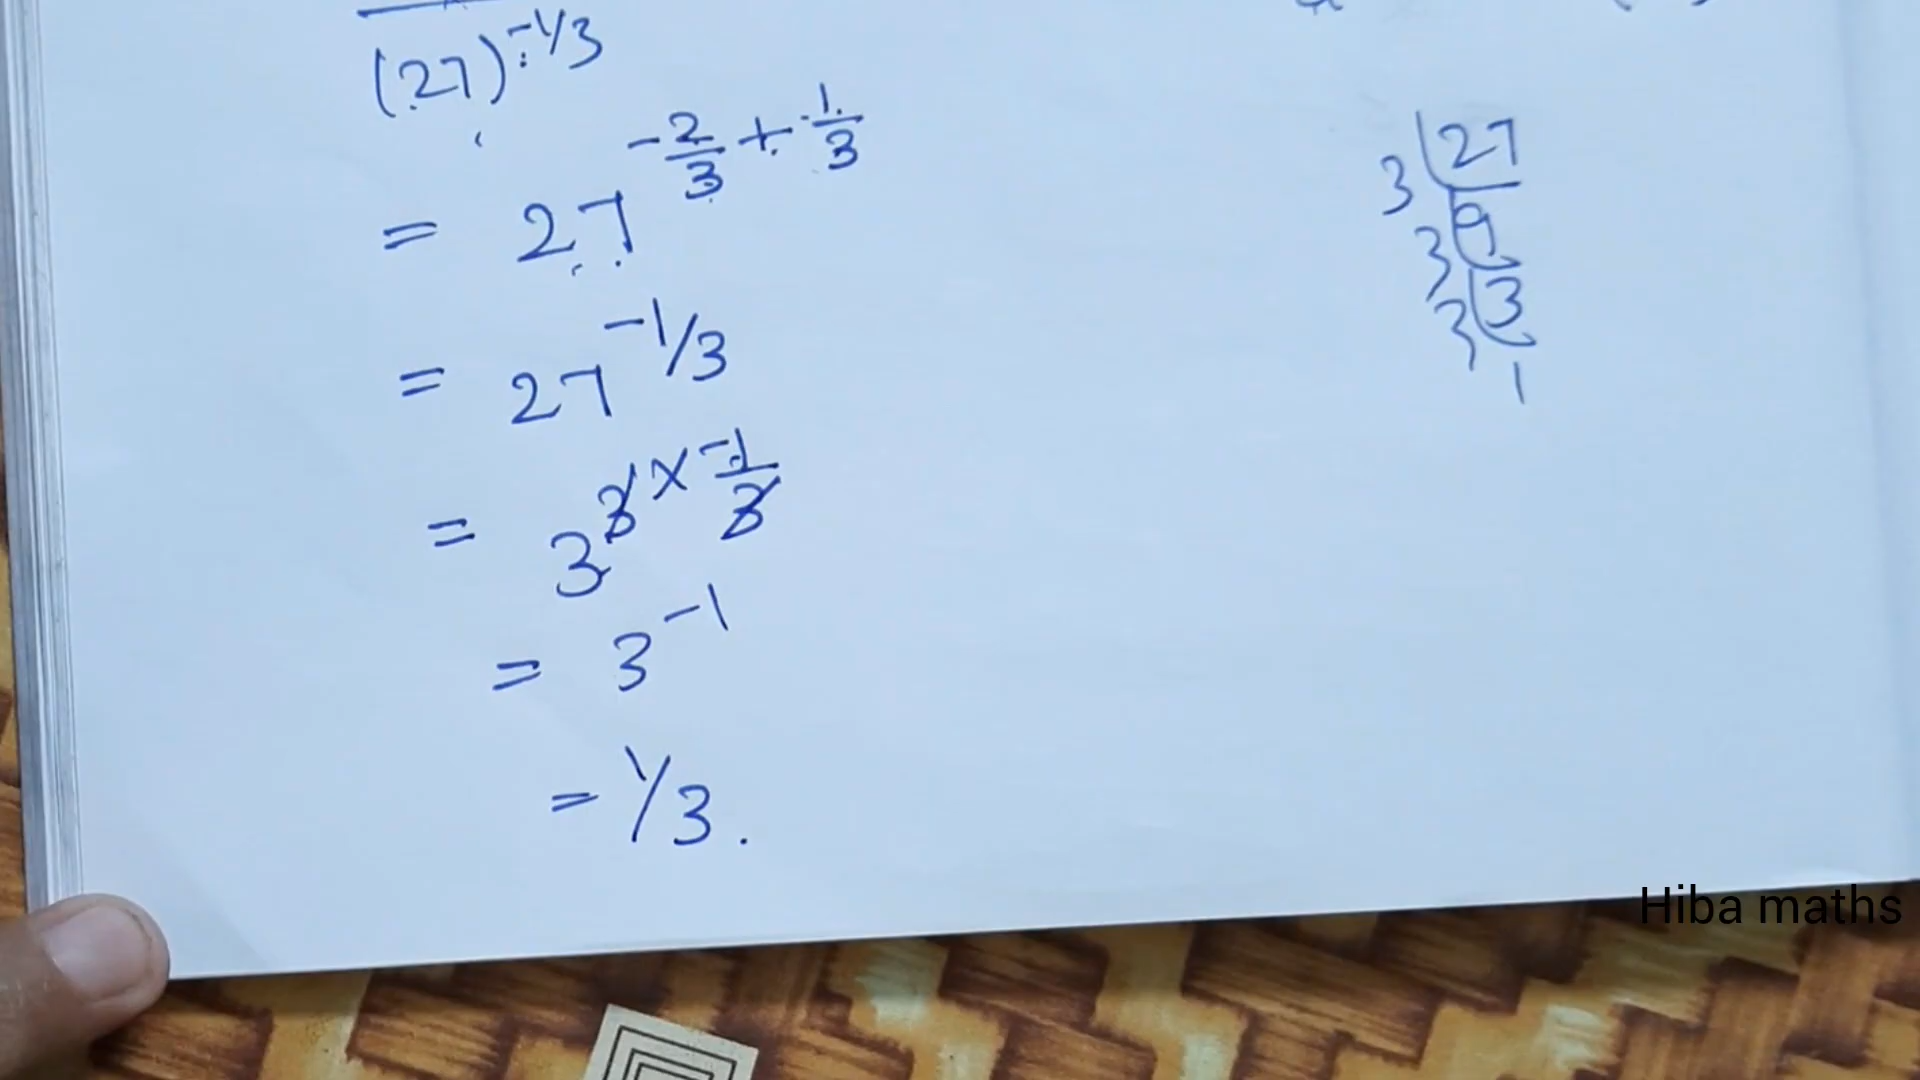 (27)^-1/3
= 27^-2/3 + 1/3
= 27^-1/3
= 3^3 × -1/3
= 3^-1
= 1/3.
3 | 27
3 | 9
3 | 3
1
Hiba maths